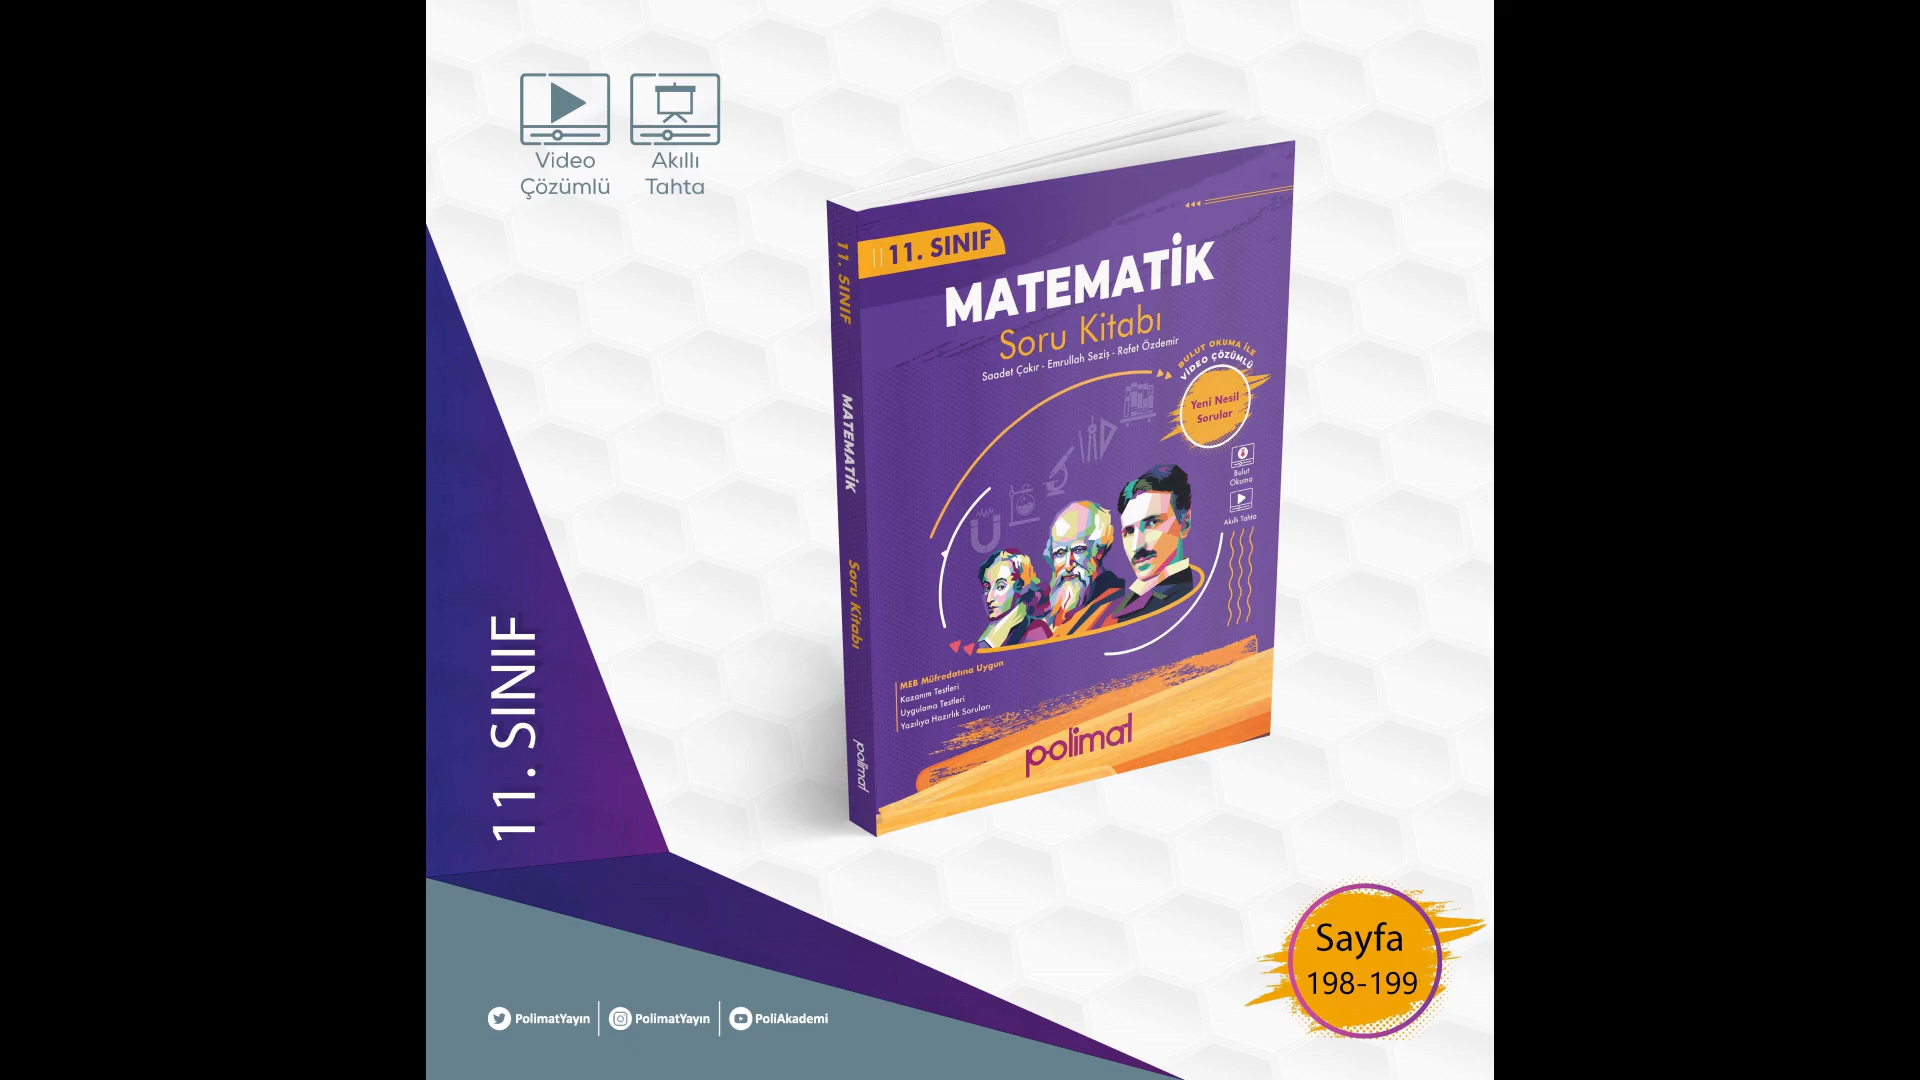 Video
Çözümlü
Akıllı
Tahta
11. SINIF
11. SINIF
MATEMATİK
Soru Kitabı
polimat
11. SINIF
MATEMATİK
Soru Kitabı
Saadet Çakır - Emrullah Seziş - Rafet Özdemir
BULUT OKUMA İLE
VİDEO ÇÖZÜMLÜ
Yeni Nesil
Sorular
Bulut
Okuma
Akıllı Tahta
MEB Müfredatına Uygun
Kazanım Testleri
Uygulama Testleri
Yazılıya Hazırlık Soruları
polimat
Sayfa
198-199
PolimatYayın
PolimatYayın
PoliAkademi